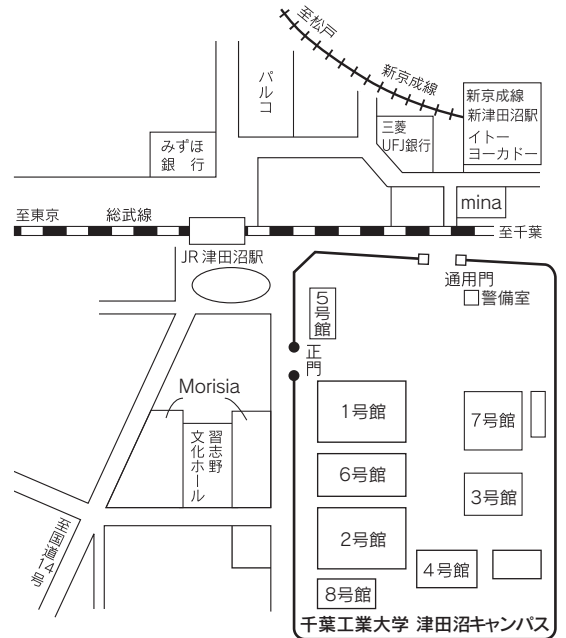 至松戸
新京成線
パルコ
新京成線
新津田沼駅
イトー
ヨーカドー
三菱
UFJ銀行
みずほ
銀 行
mina
至東京
総武線
至千葉
JR 津田沼駅
通用門
警備室
5号館
正門
Morisia
1号館
7号館
習志野
文化ホール
6号館
3号館
2号館
至国道14号
4号館
8号館
千葉工業大学 津田沼キャンパス